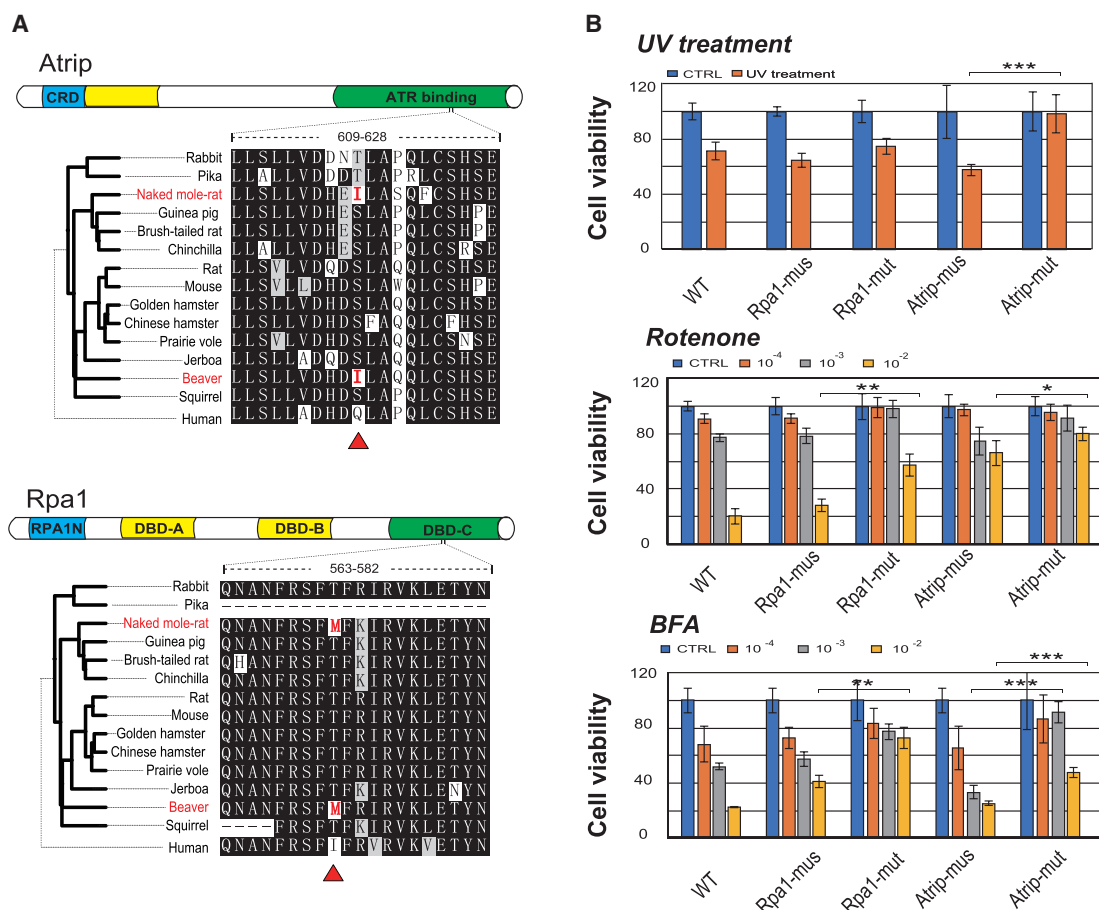 A
Atrip
CRD
ATR binding
609-628
Rabbit LLSLLVDDNTLAPQLCSHSE
Pika LLALLVDDDTLAPRLCSHSE
Naked mole-rat LLSLLVDHEILASQFCSHSE
Guinea pig LLSLLVDHESLAPQLCSHPE
Brush-tailed rat LLSLLVDHESLAPQLCSHPE
Chinchilla LLALLVDHESLAPQLCSRSE
Rat LLSVLVDQDSLAQQLCSHSE
Mouse LLSVLLDHDSLAWQLCSHPE
Golden hamster LLSLLVDHDSLAQQLCSHSE
Chinese hamster LLSLLVDHDSFAQQLCFHSE
Prairie vole LLSVLVDHDSLAQQLCSNSE
Jerboa LLSLLADQDSLAPQLCSHSE
Beaver LLSLLVDHDILAQQLCSHSE
Squirrel LLSLLVDHDSLAPQLCSHSE
Human LLSLLADHDQLAPQLCSHSE
Rpa1
RPA1N DBD-A DBD-B DBD-C
563-582
Rabbit QNANFRSFTFRIRVKLETYN
Pika --------------------
Naked mole-rat QNANFRSFMFKIRVKLETYN
Guinea pig QNANFRSFTFKIRVKLETYN
Brush-tailed rat QHANFRSFTFKIRVKLETYN
Chinchilla QNANFRSFTFKIRVKLETYN
Rat QNANFRSFTFRIRVKLETYN
Mouse QNANFRSFTFRIRVKLETYN
Golden hamster QNANFRSFTFRIRVKLETYN
Chinese hamster QNANFRSFTFRIRVKLETYN
Prairie vole QNANFRSFTFRIRVKLETYN
Jerboa QNANFRSFTFKIRVKLENYN
Beaver QNANFRSFMFRIRVKLETYN
Squirrel ----FRSFTFKIRVKLETYN
Human QNANFRSFIFRVRVKVETYN
B
UV treatment
CTRL UV treatment
***
Cell viability
120
80
40
0
WT Rpa1-mus Rpa1-mut Atrip-mus Atrip-mut
Rotenone
CTRL 10⁻⁴ 10⁻³ 10⁻²
** *
Cell viability
120
80
40
0
WT Rpa1-mus Rpa1-mut Atrip-mus Atrip-mut
BFA
CTRL 10⁻⁴ 10⁻³ 10⁻²
***
** ***
Cell viability
120
80
40
0
WT Rpa1-mus Rpa1-mut Atrip-mus Atrip-mut